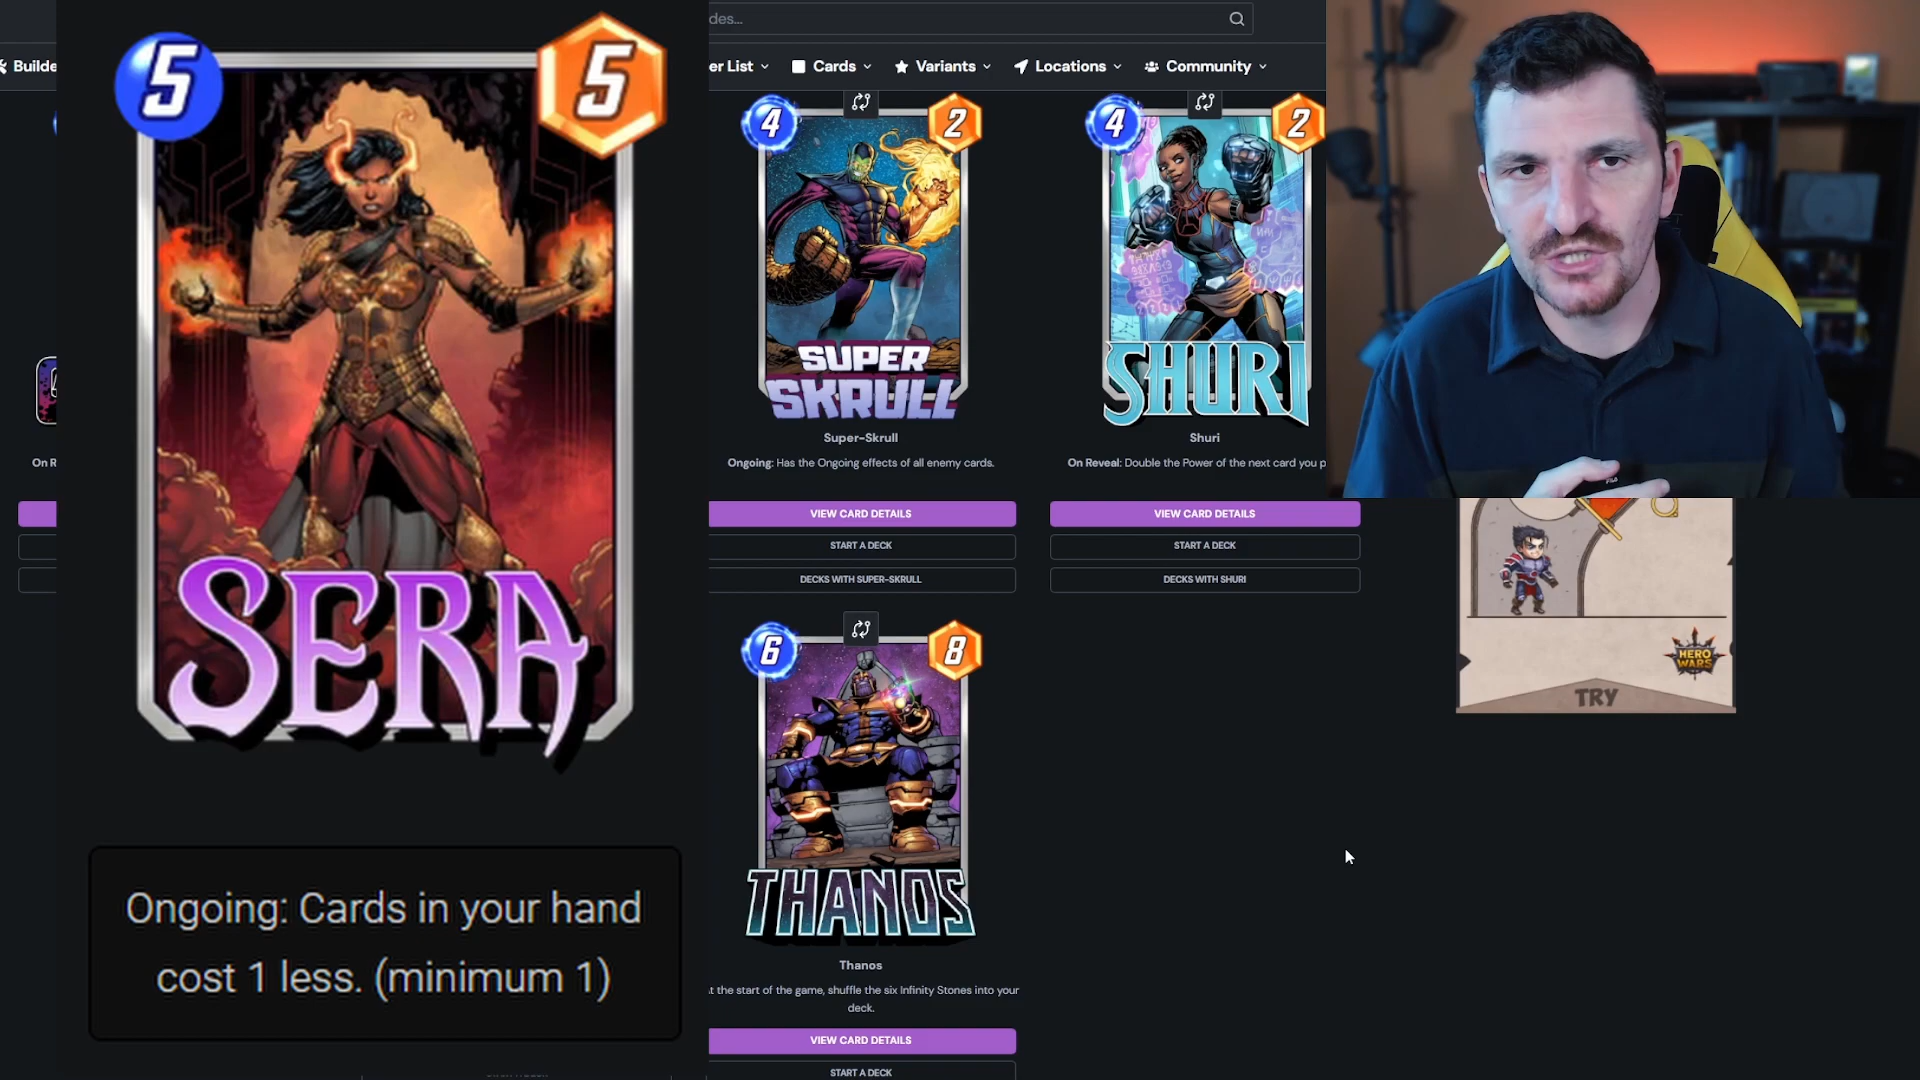 des...
Builde
er List
Cards
Variants
Locations
Community
5
5
SERA
Ongoing: Cards in your hand
cost 1 less. (minimum 1)
On R
4
2
SUPER
SKRULL
Super-Skrull
Ongoing: Has the Ongoing effects of all enemy cards.
VIEW CARD DETAILS
START A DECK
DECKS WITH SUPER-SKRULL
4
2
SHURI
Shuri
On Reveal: Double the Power of the next card you p
VIEW CARD DETAILS
START A DECK
DECKS WITH SHURI
6
8
THANOS
Thanos
t the start of the game, shuffle the six Infinity Stones into your
deck.
VIEW CARD DETAILS
START A DECK
HERO
WARS
TRY